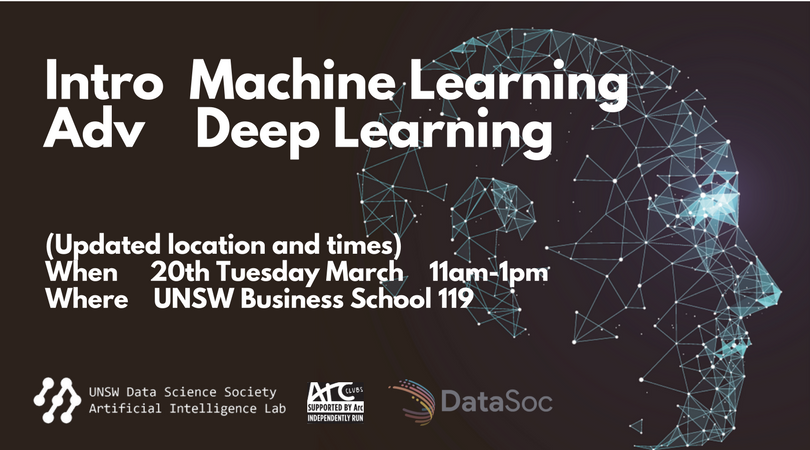 Intro Machine Learning
Adv Deep Learning
(Updated location and times)
When 20th Tuesday March 11am-1pm
Where UNSW Business School 119
UNSW Data Science Society
Artificial Intelligence Lab
Arc CLUBS
SUPPORTED BY Arc
INDEPENDENTLY RUN
DataSoc